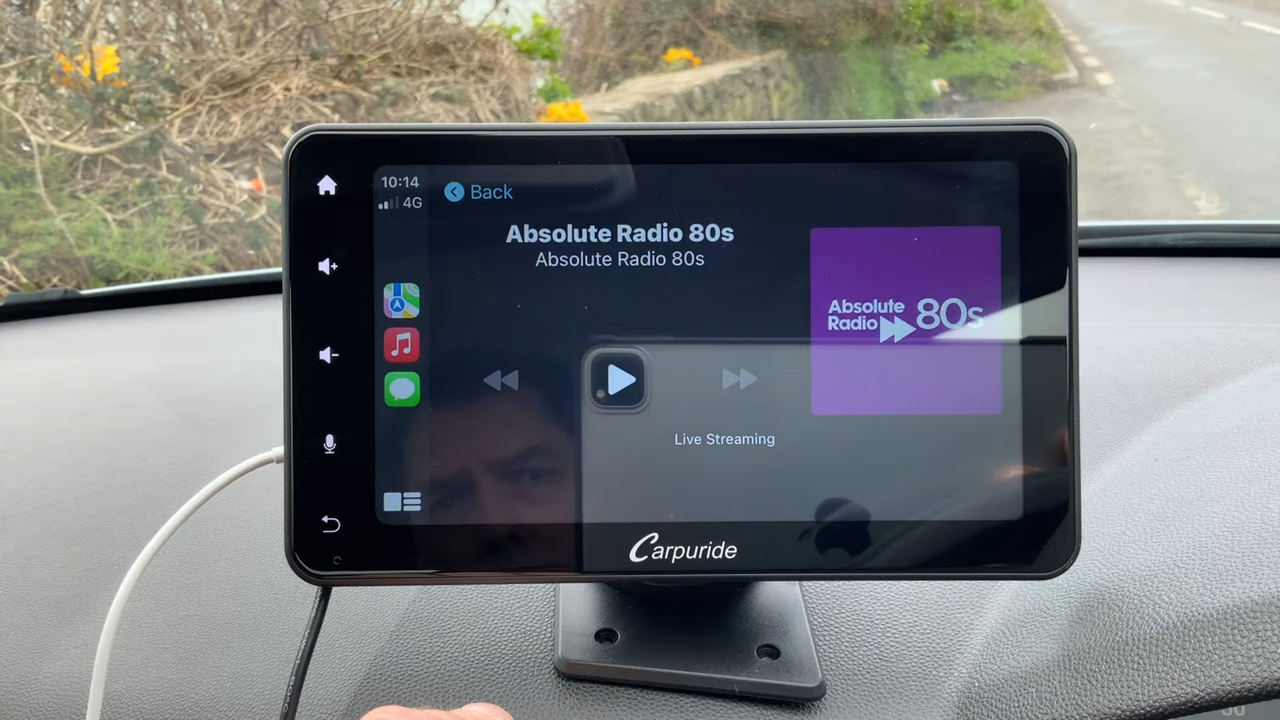 10:14
4G
Back
Absolute Radio 80s
Absolute Radio 80s
Absolute
Radio 80s
Live Streaming
Carpuride